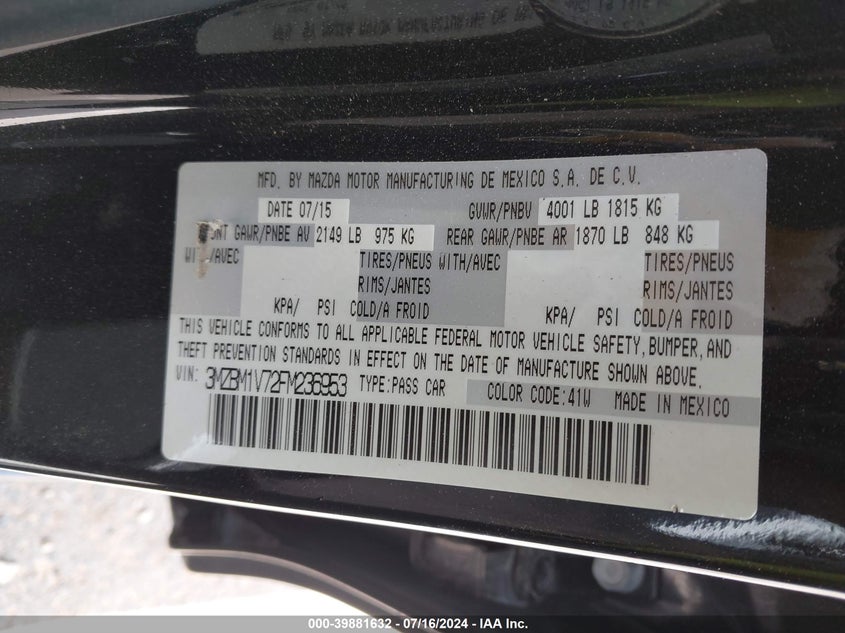 MFD. BY MAZDA MOTOR MANUFACTURING DE MEXICO S.A. DE C.V.
DATE 07/15 GVWR/PNBV 4001 LB 1815 KG
GAWR/PNBE AV 2149 LB 975 KG REAR GAWR/PNBE AR 1870 LB 848 KG
WITH/AVEC TIRES/PNEUS WITH/AVEC TIRES/PNEUS
RIMS/JANTES RIMS/JANTES
KPA/ PSI COLD/A FROID KPA/ PSI COLD/A FROID
THIS VEHICLE CONFORMS TO ALL APPLICABLE FEDERAL MOTOR VEHICLE SAFETY, BUMPER, AND
THEFT PREVENTION STANDARDS IN EFFECT ON THE DATE OF MANUFACTURE SHOWN ABOVE.
VIN: 3MZBM1V72FM236953 TYPE:PASS CAR COLOR CODE:41W MADE IN MEXICO
000-39881632 - 07/16/2024 - IAA Inc.